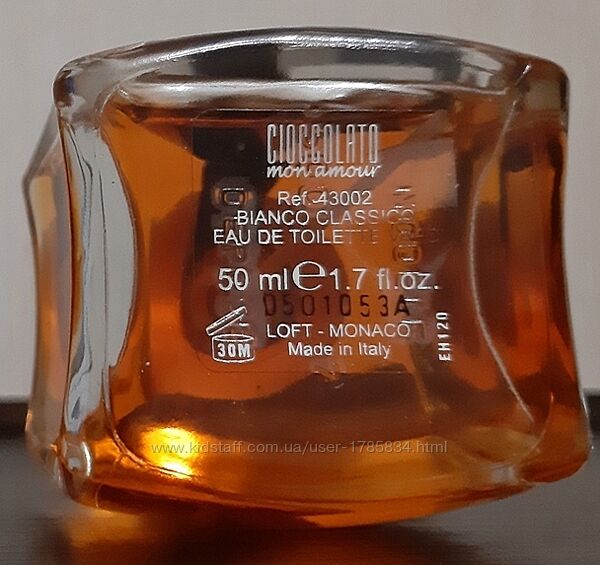 CIOCCOLATO
mon amour
Ref. 43002
BIANCO CLASSICO
EAU DE TOILETTE
50 ml e 1.7 fl.oz.
0501053A
LOFT - MONACO
30M
Made in Italy
EH120
www.kidstaff.com.ua/user-1785834.html